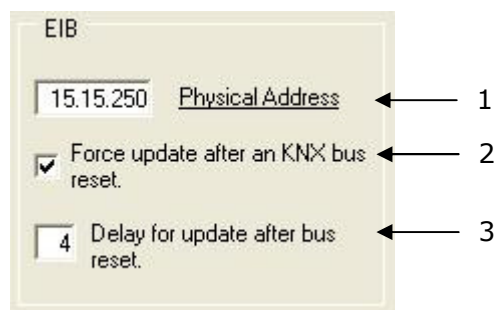 EIB
15.15.250 Physical Address 1
Force update after an KNX bus 2
reset.
4 Delay for update after bus 3
reset.